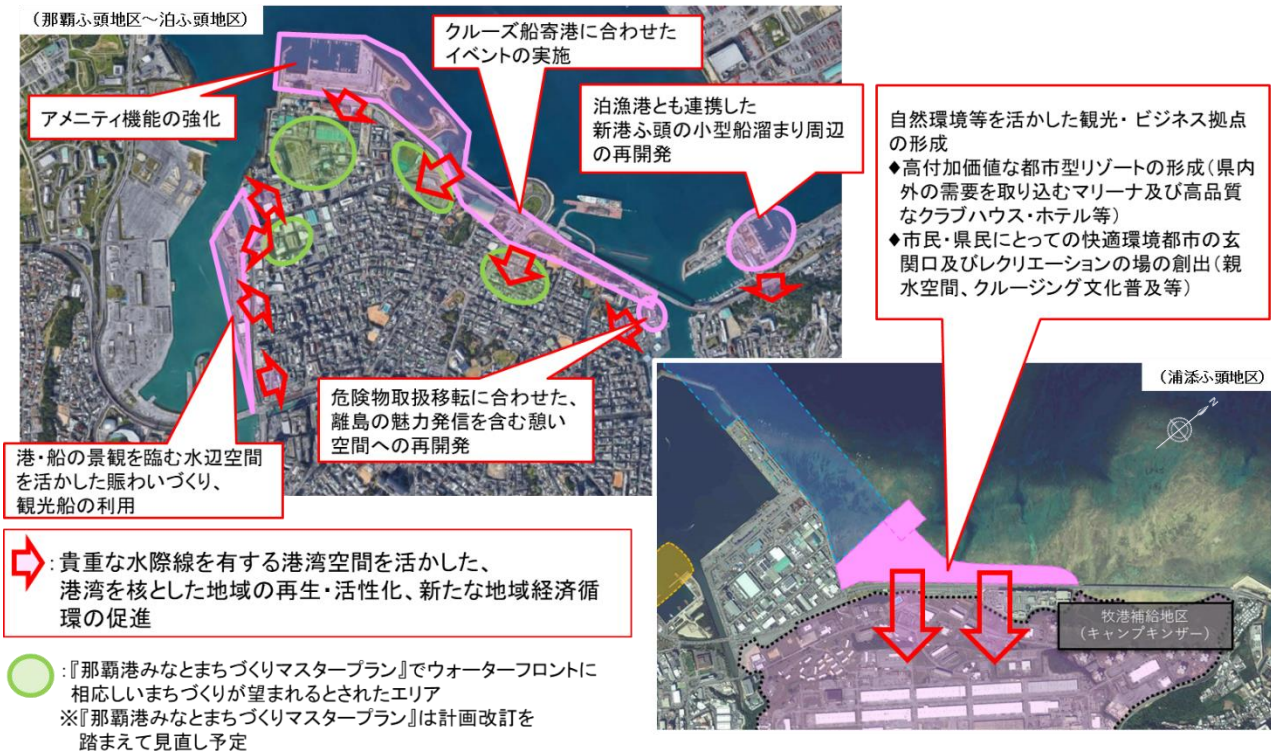 (那覇ふ頭地区～泊ふ頭地区)
アメニティ機能の強化
クルーズ船寄港に合わせた
イベントの実施
泊漁港とも連携した
新港ふ頭の小型船溜まり周辺
の再開発
自然環境等を活かした観光・ビジネス拠点
の形成
◆高付加価値な都市型リゾートの形成(県内
外の需要を取り込むマリーナ及び高品質
なクラブハウス・ホテル等)
◆市民・県民にとっての快適環境都市の玄
関口及びレクリエーションの場の創出(親
水空間、クルージング文化普及等)
危険物取扱移転に合わせた、
離島の魅力発信を含む憩い
空間への再開発
港・船の景観を臨む水辺空間
を活かした賑わいづくり、
観光船の利用
(浦添ふ頭地区)
N
牧港補給地区
(キャンプキンザー)
:貴重な水際線を有する港湾空間を活かした、
港湾を核とした地域の再生・活性化、新たな地域経済循
環の促進
:『那覇港みなとまちづくりマスタープラン』でウォーターフロントに
相応しいまちづくりが望まれるとされたエリア
※『那覇港みなとまちづくりマスタープラン』は計画改訂を
踏まえて見直し予定